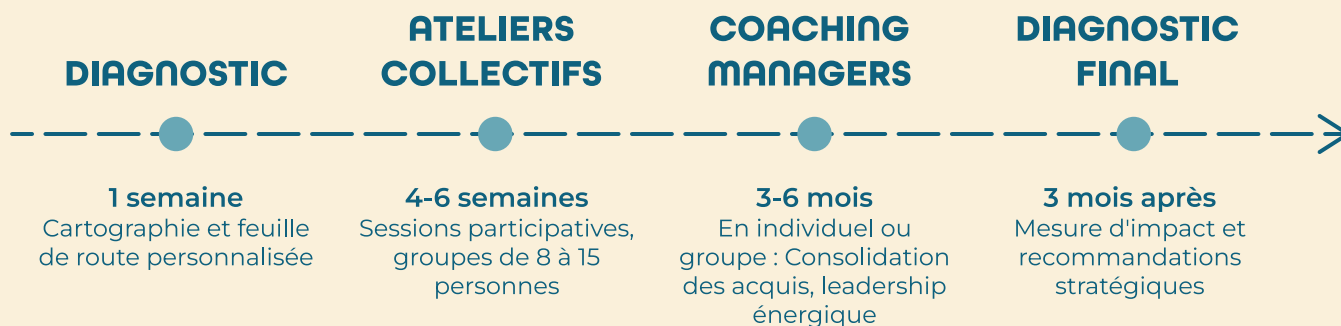 DIAGNOSTIC
1 semaine
Cartographie et feuille
de route personnalisée
ATELIERS
COLLECTIFS
4-6 semaines
Sessions participatives,
groupes de 8 à 15
personnes
COACHING
MANAGERS
3-6 mois
En individuel ou
groupe : Consolidation
des acquis, leadership
énergique
DIAGNOSTIC
FINAL
3 mois après
Mesure d'impact et
recommandations
stratégiques